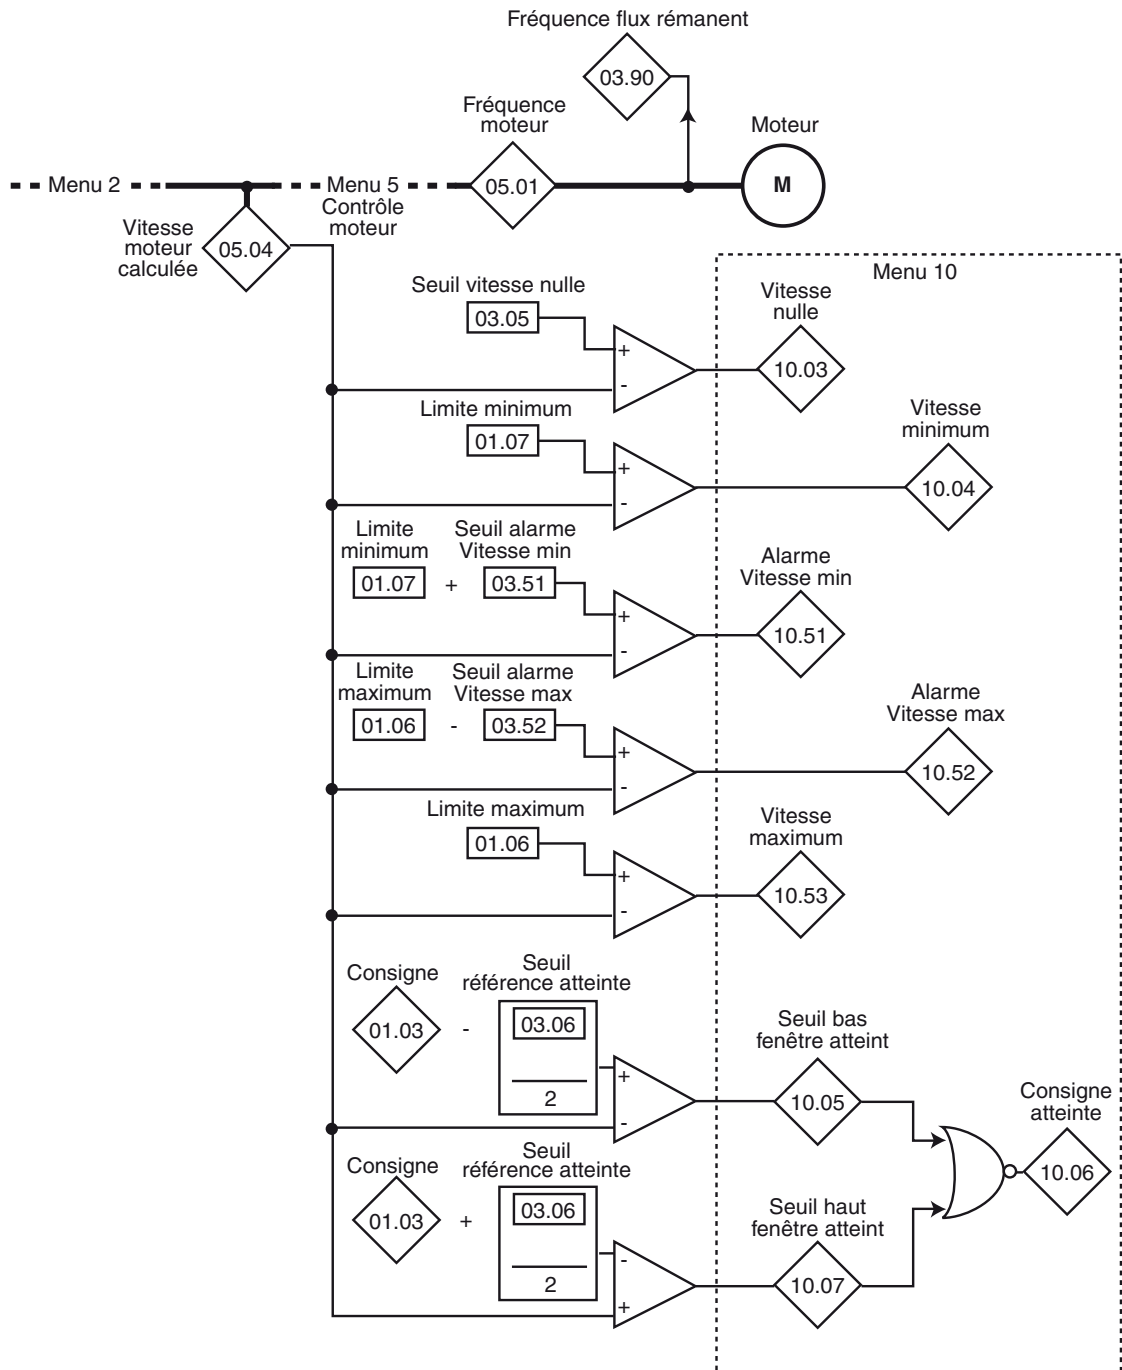 Fréquence flux rémanent
03.90
Fréquence
moteur
Moteur
Menu 2
Menu 5
05.01
M
Contrôle
moteur
Vitesse
moteur
calculée
05.04
Menu 10
Seuil vitesse nulle
03.05
+
-
Vitesse
nulle
10.03
Limite minimum
01.07
+
-
Vitesse
minimum
10.04
Limite
minimum
01.07
+
Seuil alarme
Vitesse min
03.51
+
-
Alarme
Vitesse min
10.51
Limite
maximum
01.06
-
Seuil alarme
Vitesse max
03.52
+
-
Alarme
Vitesse max
10.52
Limite maximum
01.06
+
-
Vitesse
maximum
10.53
Consigne
01.03
-
Seuil
référence atteinte
03.06
2
+
-
Seuil bas
fenêtre atteint
10.05
Consigne
atteinte
10.06
Consigne
01.03
+
Seuil
référence atteinte
03.06
2
-
+
Seuil haut
fenêtre atteint
10.07